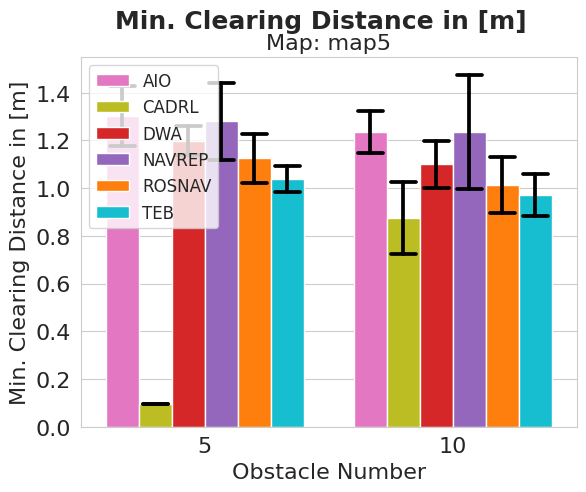 Min. Clearing Distance in [m]
Map: map5
Min. Clearing Distance in [m]
1.4
1.2
1.0
0.8
0.6
0.4
0.2
0.0
AIO
CADRL
DWA
NAVREP
ROSNAV
TEB
5 10
Obstacle Number